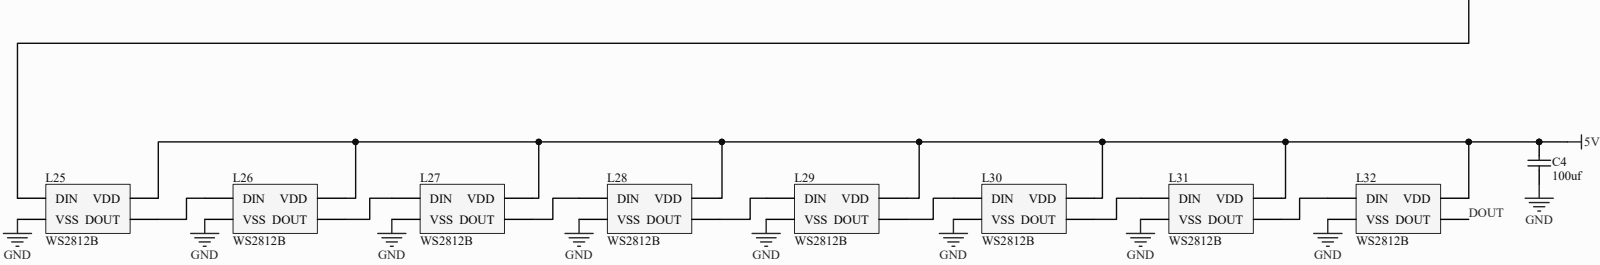 5V
C4
100uf
GND
L25 L26 L27 L28 L29 L30 L31 L32
DIN VDD DIN VDD DIN VDD DIN VDD DIN VDD DIN VDD DIN VDD DIN VDD
VSS DOUT VSS DOUT VSS DOUT VSS DOUT VSS DOUT VSS DOUT VSS DOUT VSS DOUT DOUT
WS2812B WS2812B WS2812B WS2812B WS2812B WS2812B WS2812B WS2812B
GND GND GND GND GND GND GND GND